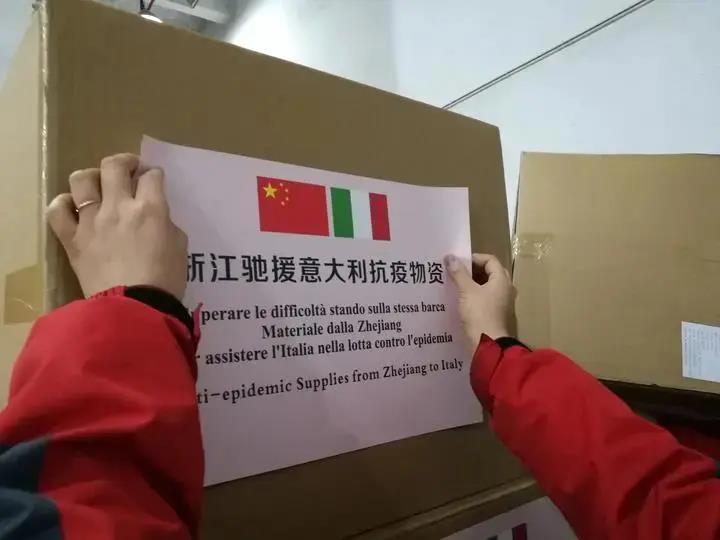 浙江驰援意大利抗疫物资
perare le difficoltà stando sulla stessa barca
Materiale dalla Zhejiang
assistere l'Italia nella lotta contro l'epidemia
ti-epidemic Supplies from Zhejiang to Italy